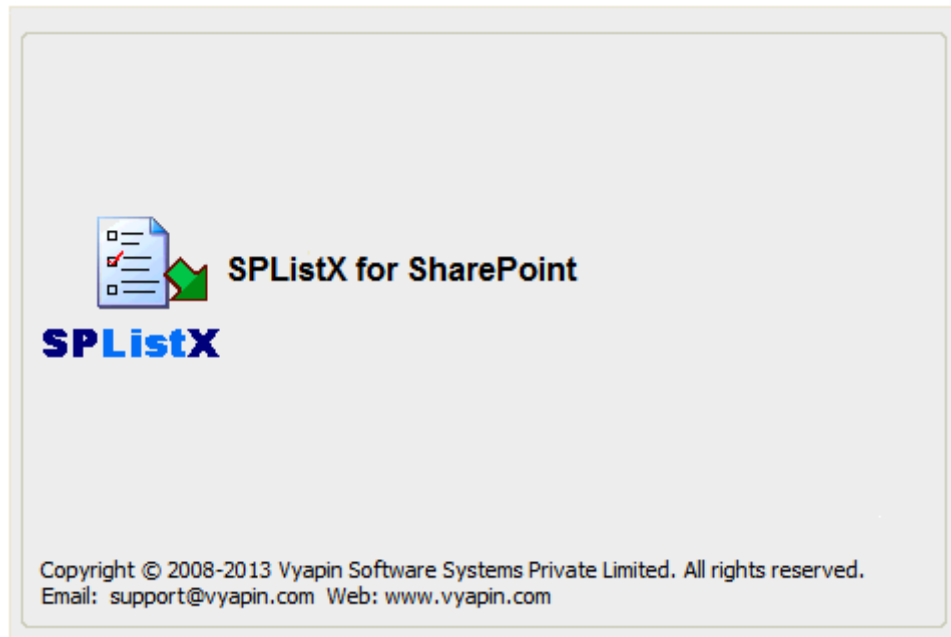 SPListX for SharePoint
SPListX
Copyright © 2008-2013 Vyapin Software Systems Private Limited. All rights reserved.
Email: support@vyapin.com Web: www.vyapin.com